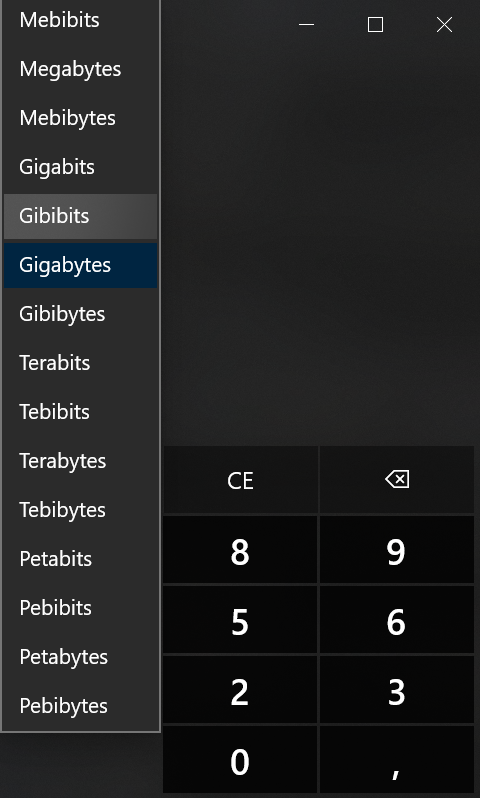 Mebibits
Megabytes
Mebibytes
Gigabits
Gibibits
Gigabytes
Gibibytes
Terabits
Tebibits
Terabytes
Tebibytes
Petabits
Pebibits
Petabytes
Pebibytes
CE
8 9
5 6
2 3
0 ,